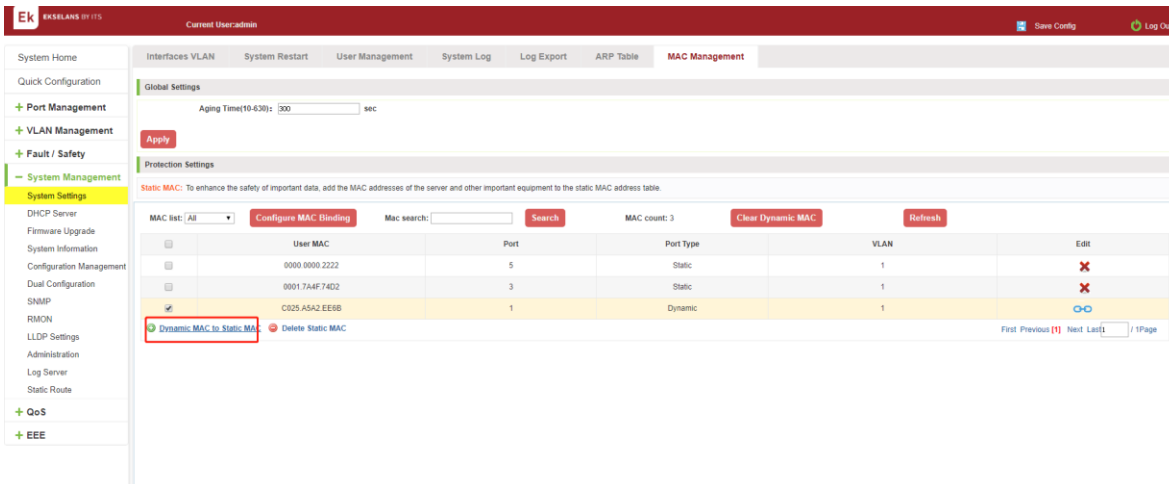 Ek EKSELANS BY ITS
Current User:admin
Save Config
Log Ou
System Home
Quick Configuration
+ Port Management
+ VLAN Management
+ Fault / Safety
− System Management
System Settings
DHCP Server
Firmware Upgrade
System Information
Configuration Management
Dual Configuration
SNMP
RMON
LLDP Settings
Administration
Log Server
Static Route
+ QoS
+ EEE
Interfaces VLAN System Restart User Management System Log Log Export ARP Table MAC Management
Global Settings
Aging Time(10-630): 300 sec
Apply
Protection Settings
Static MAC: To enhance the safety of important data, add the MAC addresses of the server and other important equipment to the static MAC address table.
MAC list: All Configure MAC Binding Mac search: Search MAC count: 3 Clear Dynamic MAC Refresh
User MAC Port Port Type VLAN Edit
0000.0000.2222 5 Static 1
0001.7A4F.74D2 3 Static 1
C025.A5A2.EE6B 1 Dynamic 1
Dynamic MAC to Static MAC Delete Static MAC
First Previous [1] Next Last 1 / 1Page